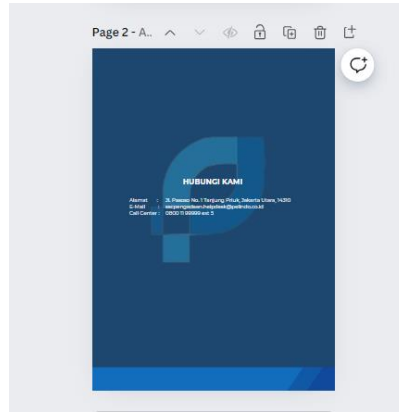 Page 2 - A..
HUBUNGI KAMI
Alamat : Jl. Pasoso No. 1 Tanjung Priuk, Jakarta Utara, 14310
E-Mail : eprpengadaan.helpdesk@pelindo.co.id
Call Center : 0800 11 99999 ext 5